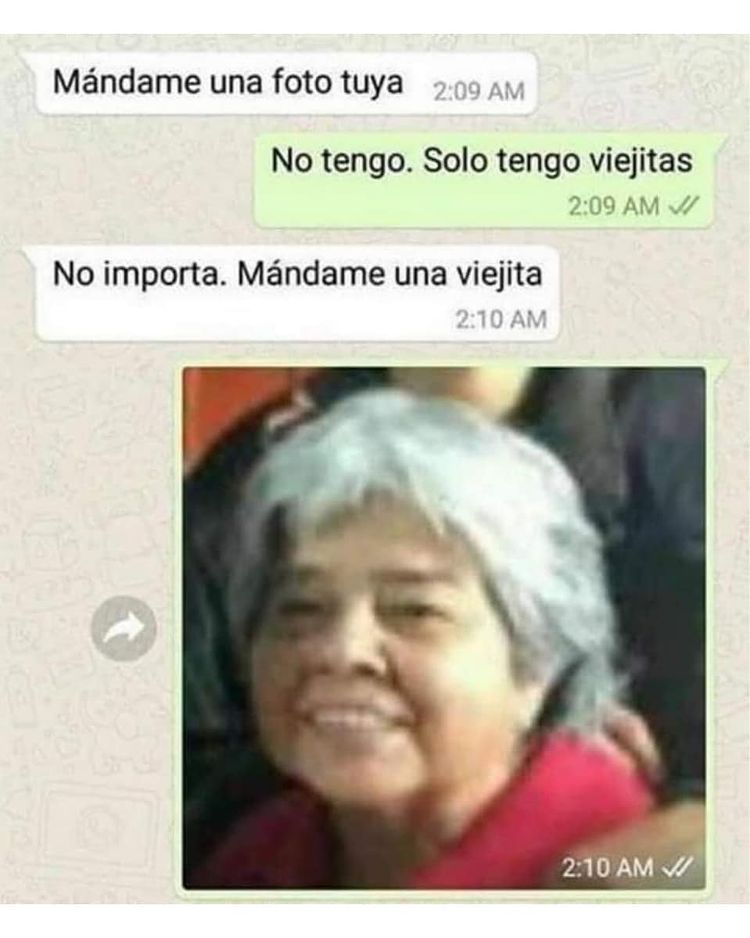 Mándame una foto tuya 2:09 AM
No tengo. Solo tengo viejitas
2:09 AM
No importa. Mándame una viejita
2:10 AM
2:10 AM